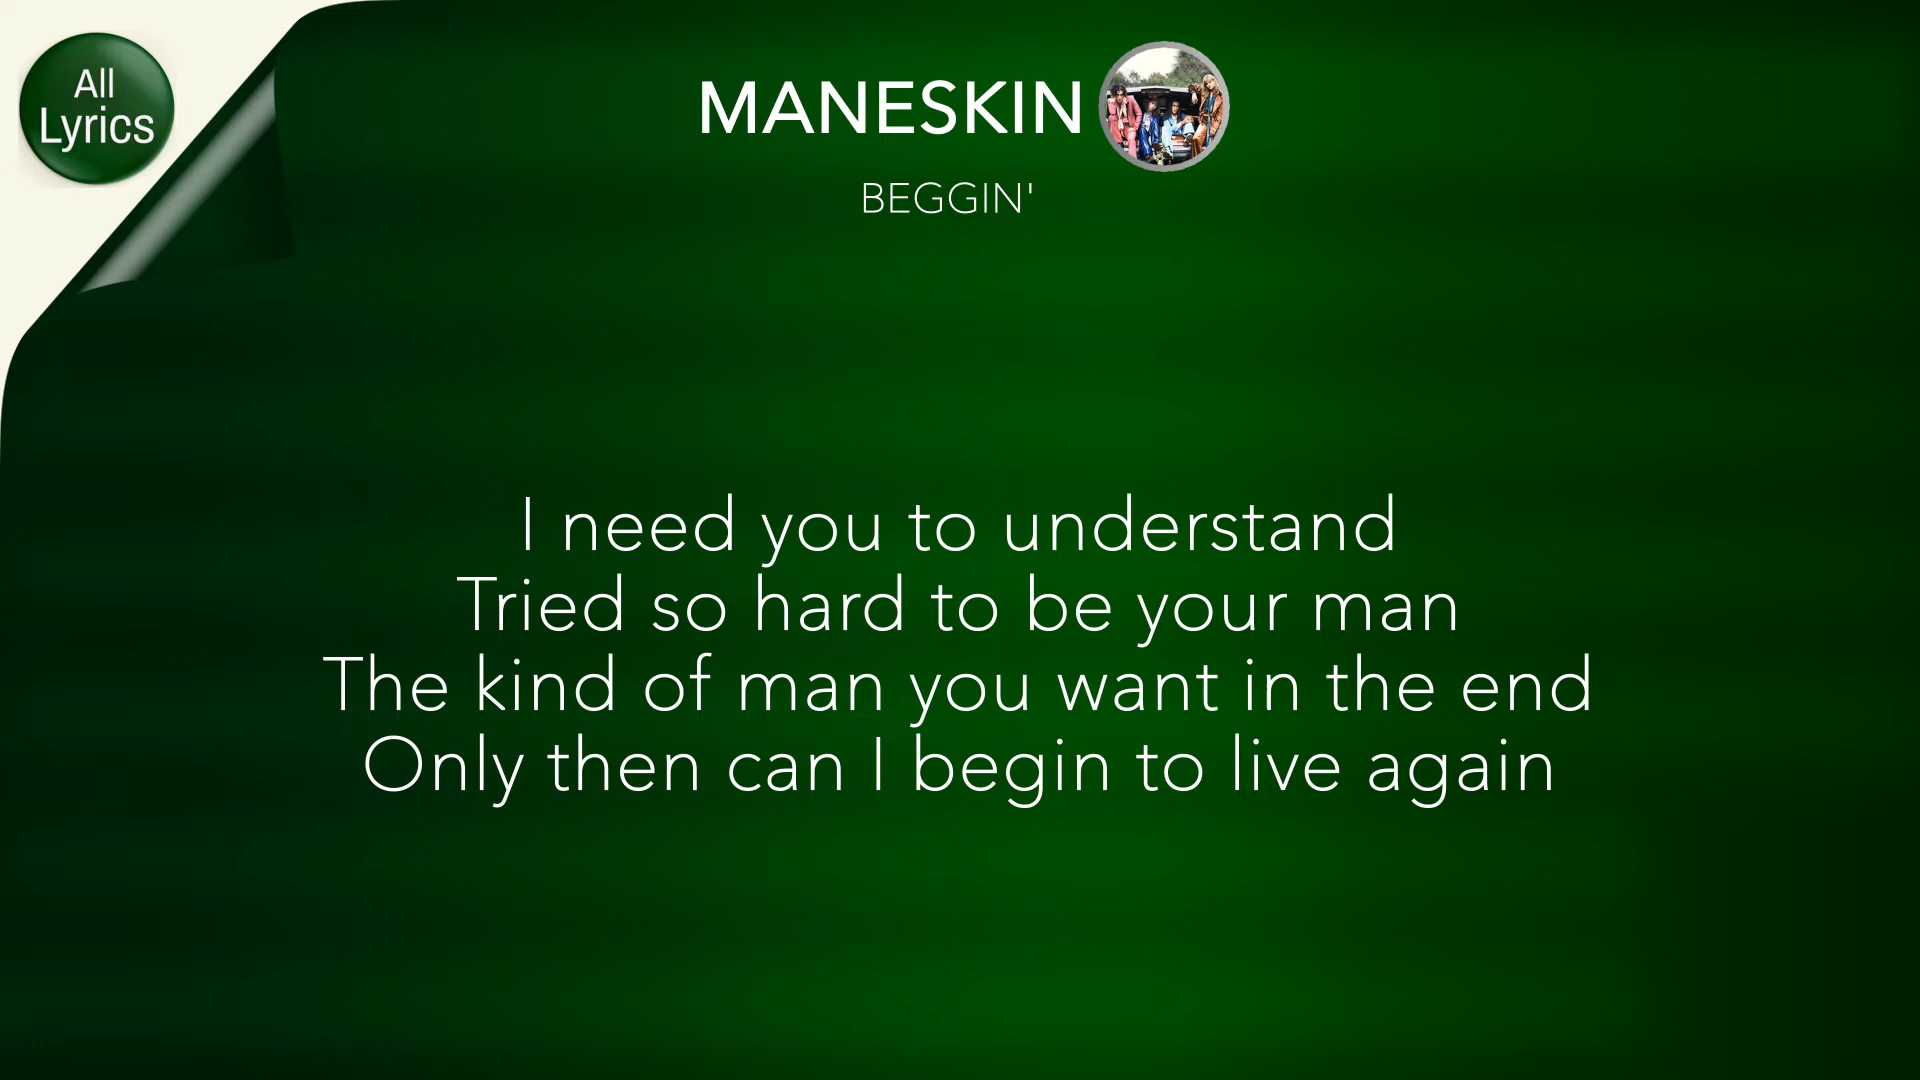 All
Lyrics
MANESKIN
BEGGIN'
I need you to understand
Tried so hard to be your man
The kind of man you want in the end
Only then can I begin to live again